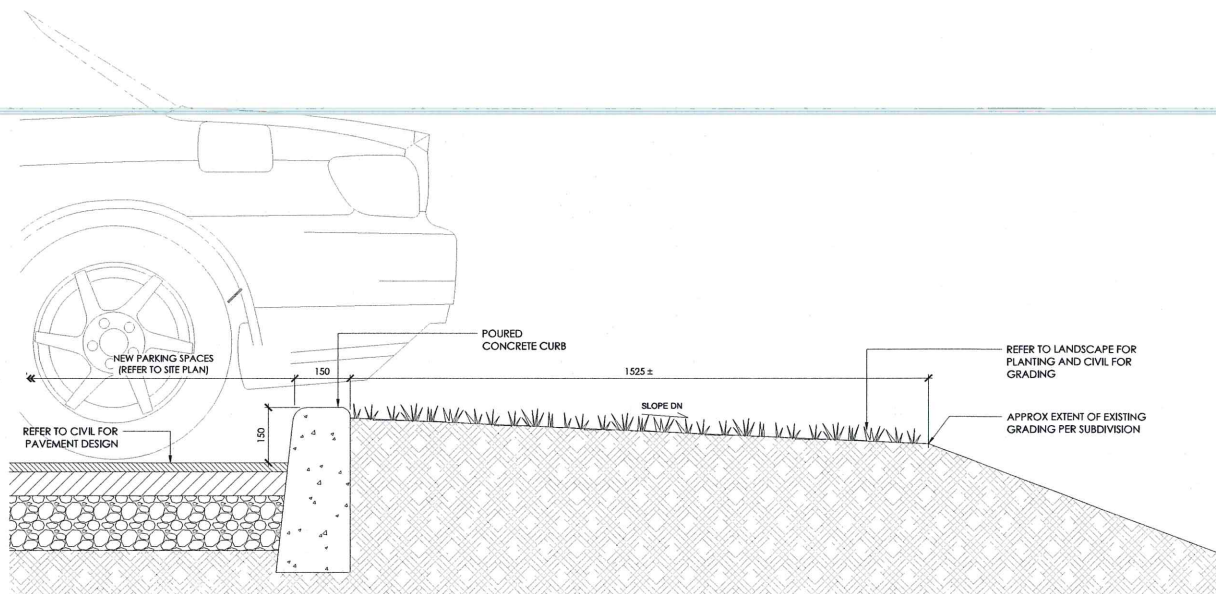 POURED
CONCRETE CURB
NEW PARKING SPACES
(REFER TO SITE PLAN)
150
1525 ±
REFER TO LANDSCAPE FOR
PLANTING AND CIVIL FOR
GRADING
SLOPE DN
REFER TO CIVIL FOR
PAVEMENT DESIGN
150
APPROX EXTENT OF EXISTING
GRADING PER SUBDIVISION